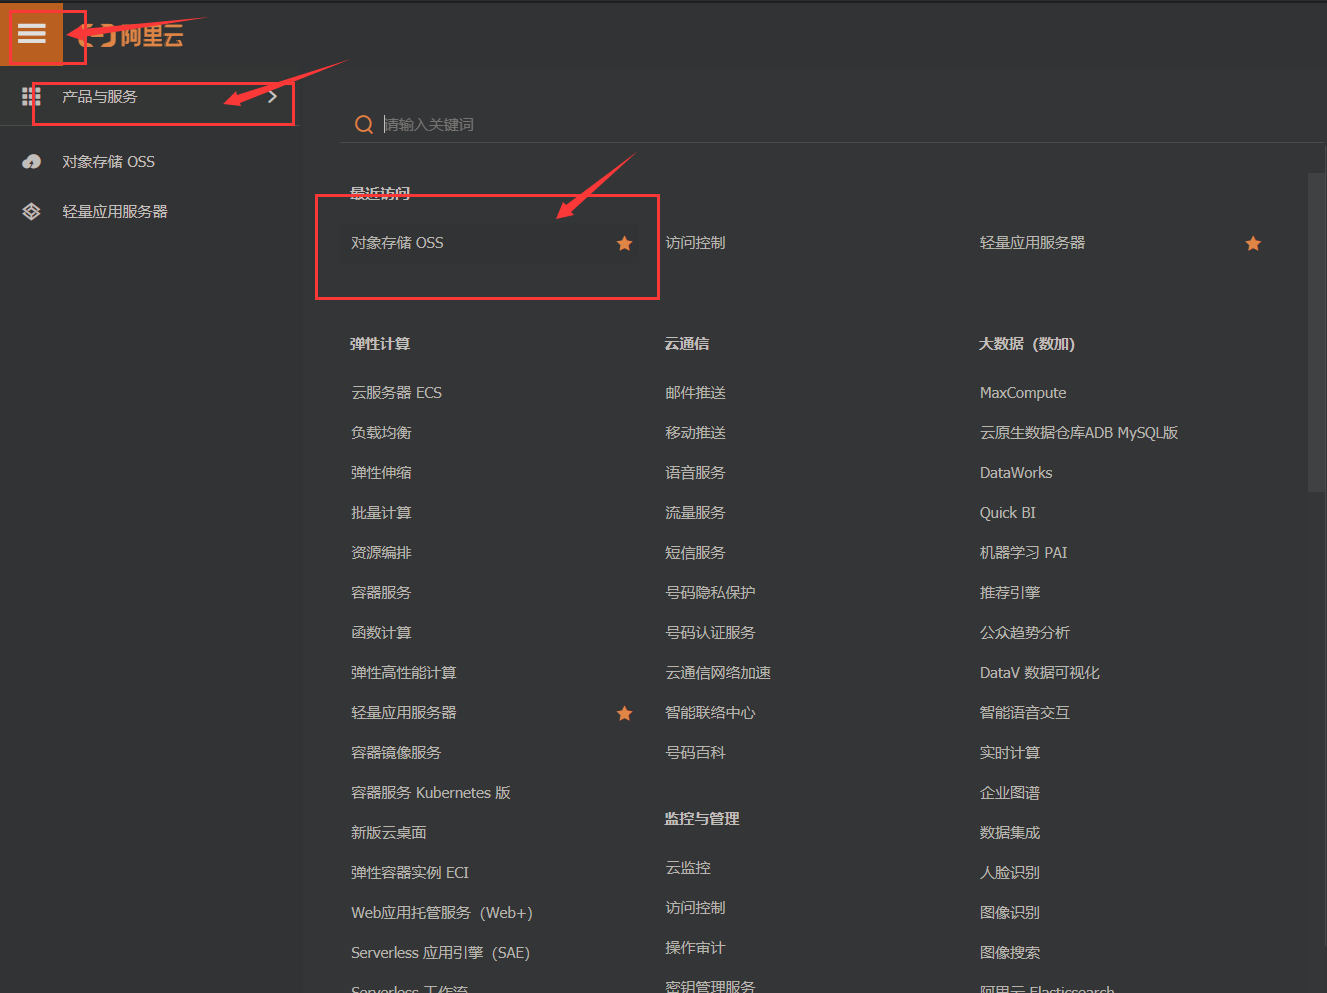 阿里云
产品与服务
对象存储 OSS
轻量应用服务器
请输入关键词
最近访问
对象存储 OSS
访问控制
轻量应用服务器
弹性计算
云服务器 ECS
负载均衡
弹性伸缩
批量计算
资源编排
容器服务
函数计算
弹性高性能计算
轻量应用服务器
容器镜像服务
容器服务 Kubernetes 版
新版云桌面
弹性容器实例 ECI
Web应用托管服务（Web+）
Serverless 应用引擎（SAE）
Serverless 工作流
云通信
邮件推送
移动推送
语音服务
流量服务
短信服务
号码隐私保护
号码认证服务
云通信网络加速
智能联络中心
号码百科
监控与管理
云监控
访问控制
操作审计
密钥管理服务
大数据（数加）
MaxCompute
云原生数据仓库ADB MySQL版
DataWorks
Quick BI
机器学习 PAI
推荐引擎
公众趋势分析
DataV 数据可视化
智能语音交互
实时计算
企业图谱
数据集成
人脸识别
图像识别
图像搜索
阿里云 Elasticsearch